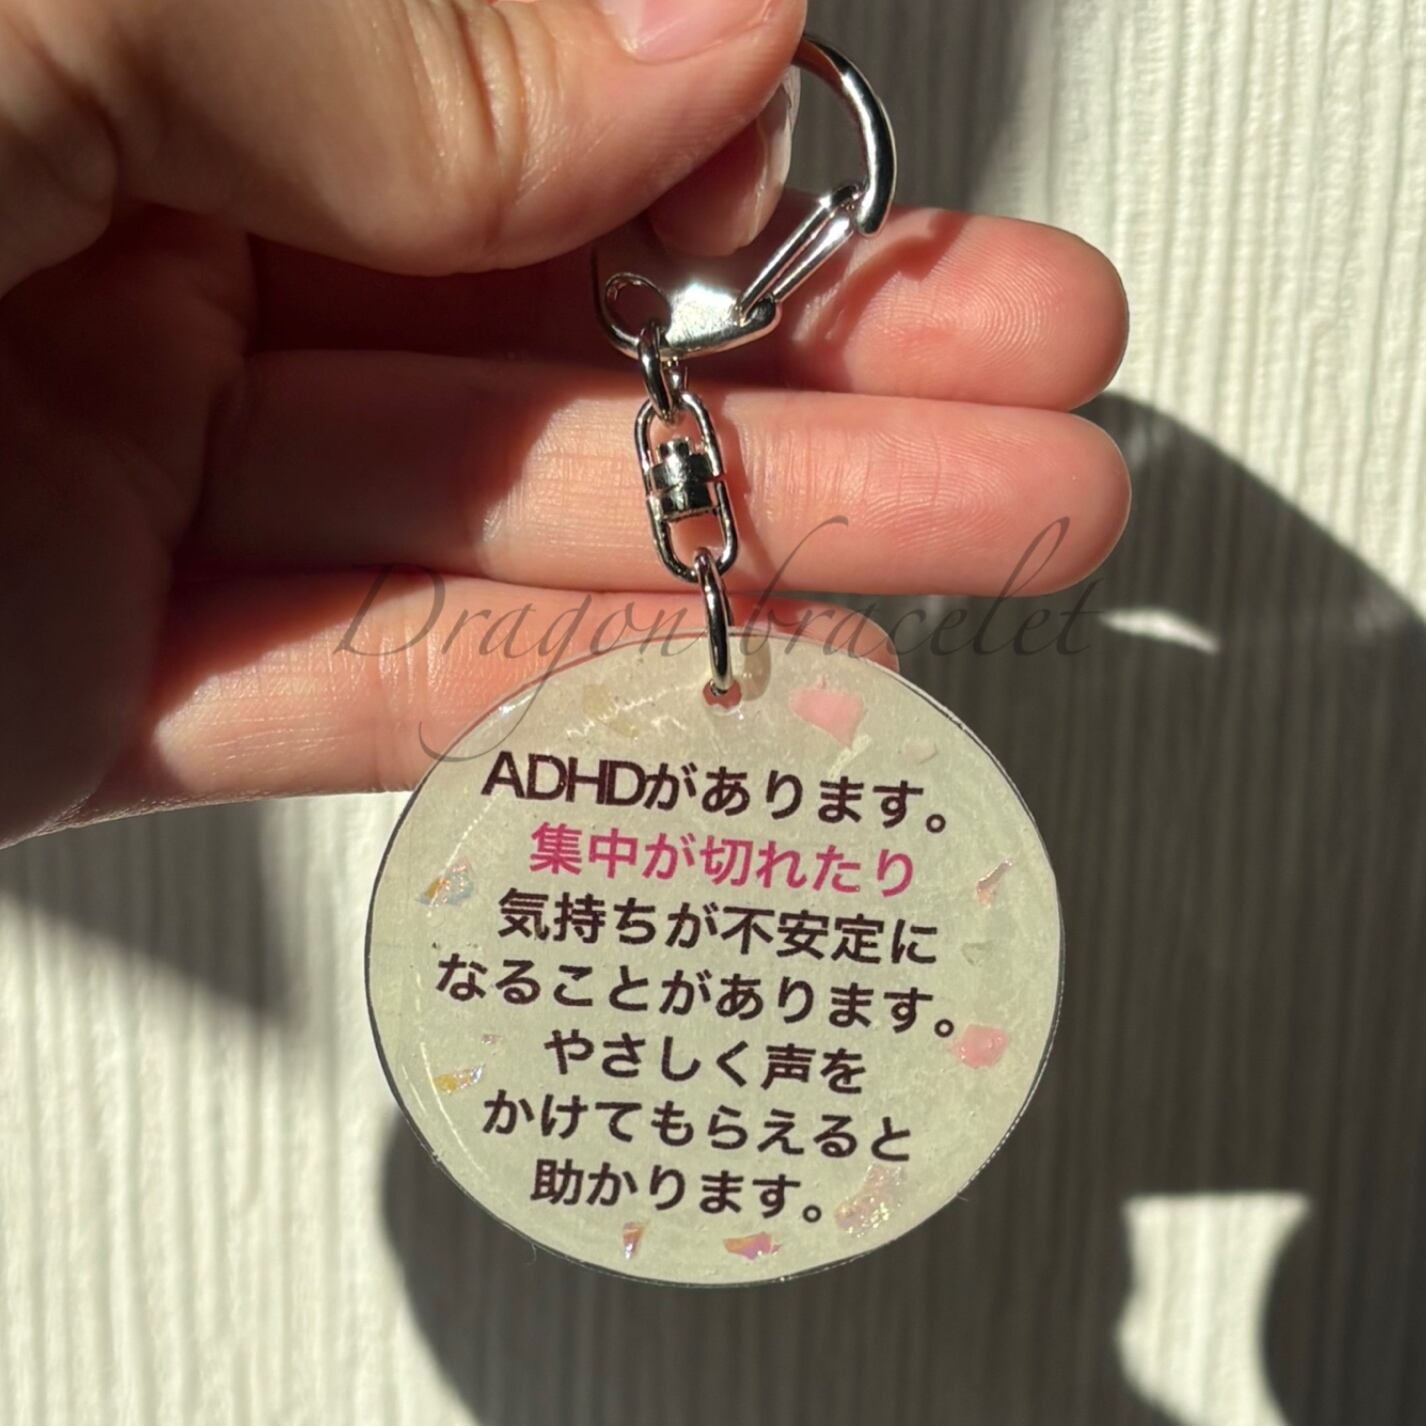 Dragon bracelet
ADHDがあります。
集中が切れたり
気持ちが不安定に
なることがあります。
やさしく声を
かけてもらえると
助かります。